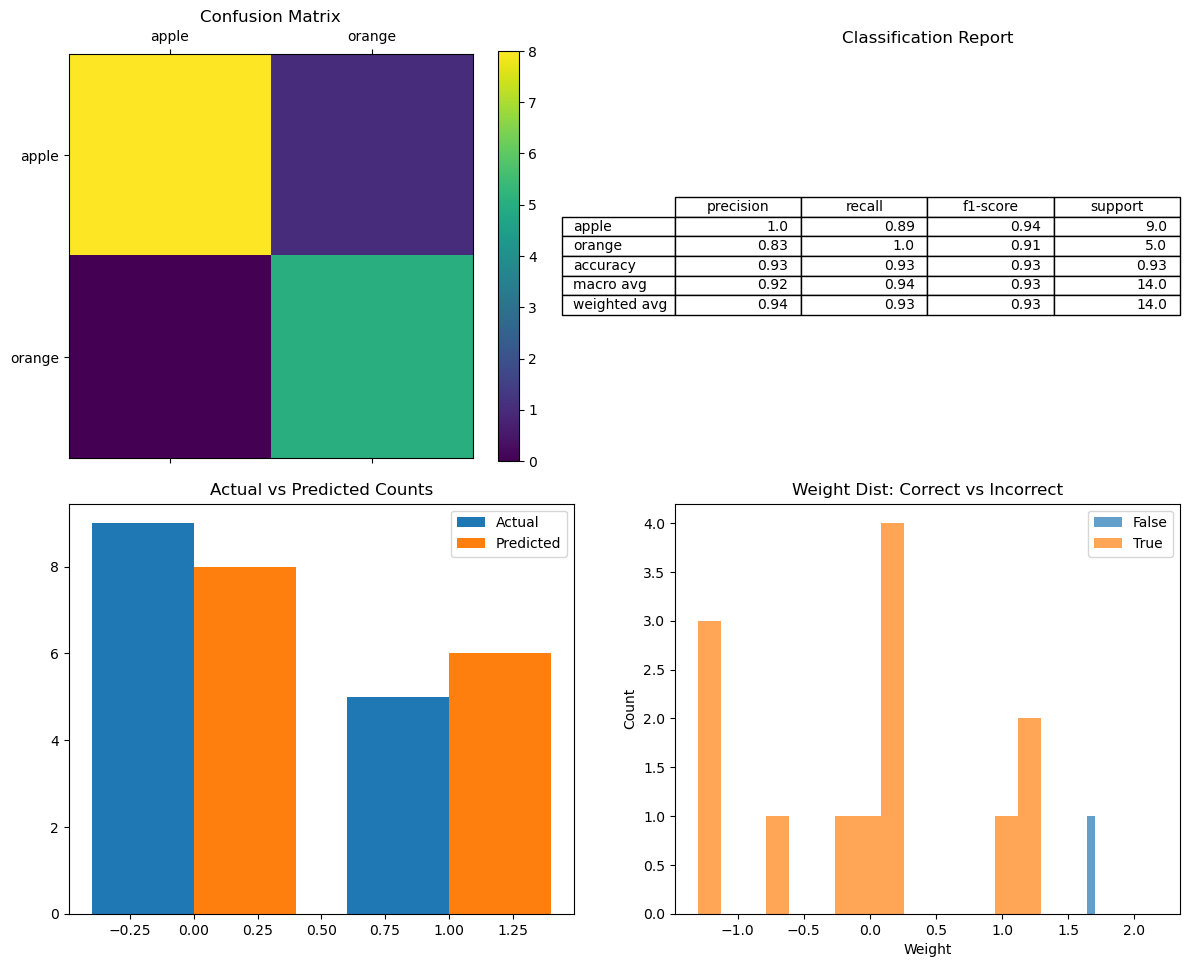 Confusion Matrix
apple orange
apple
orange
8
7
6
5
4
3
2
1
0
Classification Report
precision recall f1-score support
apple 1.0 0.89 0.94 9.0
orange 0.83 1.0 0.91 5.0
accuracy 0.93 0.93 0.93 0.93
macro avg 0.92 0.94 0.93 14.0
weighted avg 0.94 0.93 0.93 14.0
Actual vs Predicted Counts
Actual
Predicted
8
6
4
2
0
−0.25 0.00 0.25 0.50 0.75 1.00 1.25
Weight Dist: Correct vs Incorrect
False
True
4.0
3.5
3.0
2.5
2.0
1.5
1.0
0.5
0.0
Count
−1.0 −0.5 0.0 0.5 1.0 1.5 2.0
Weight